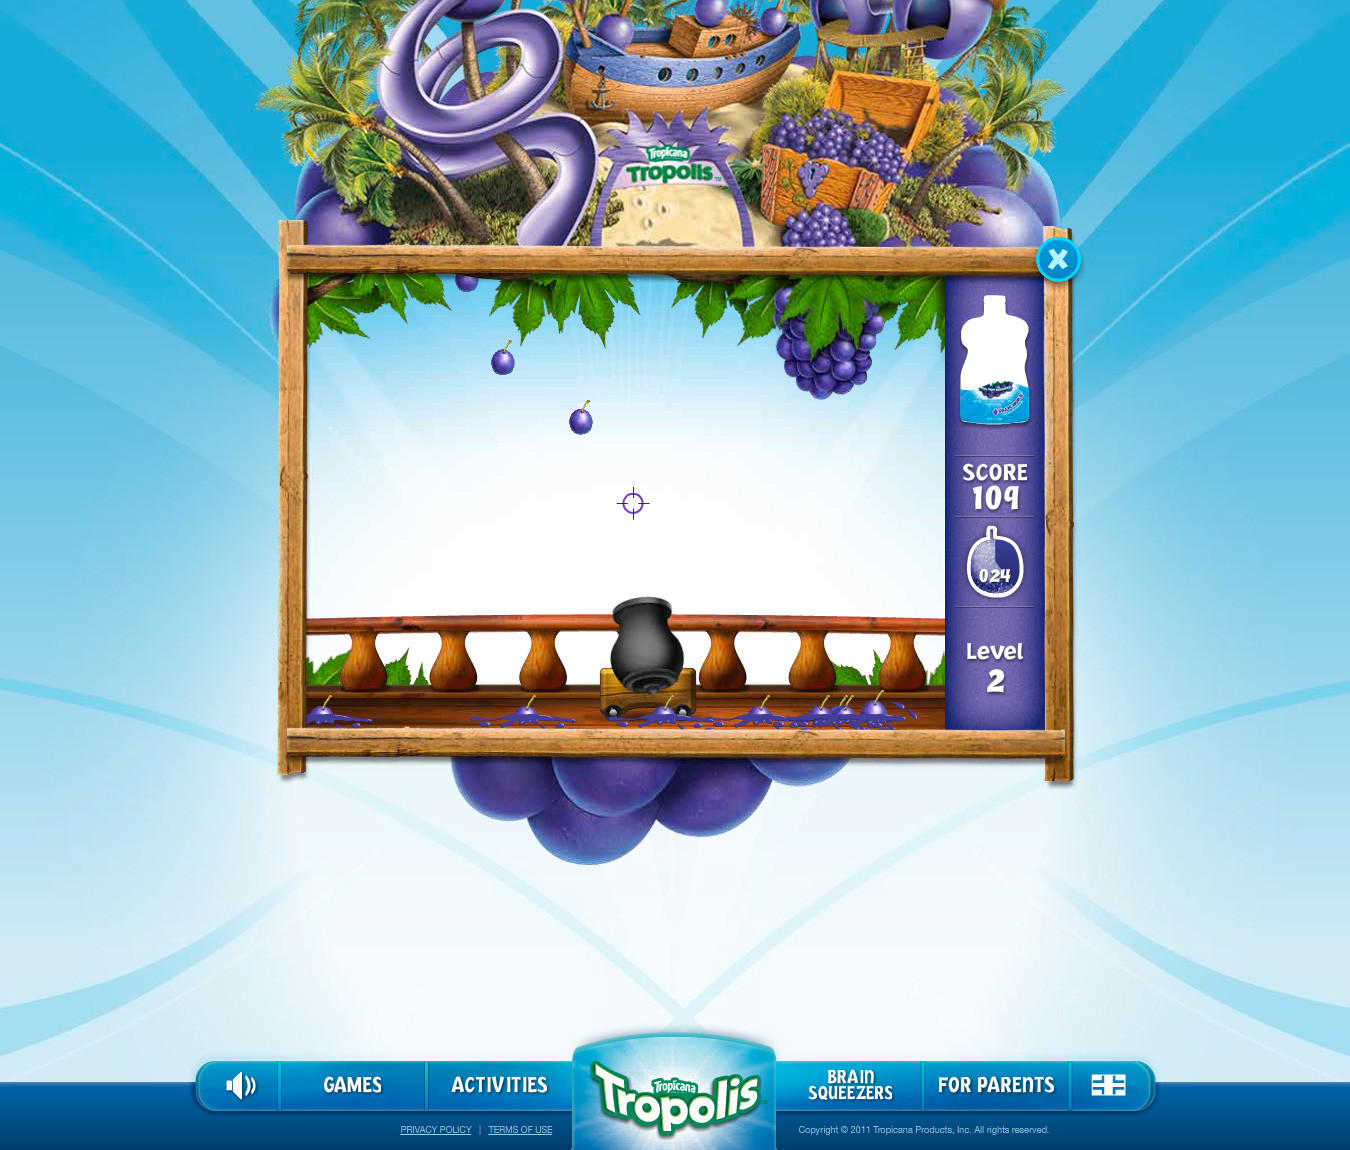 Tropicana
Tropolis™
SCORE
109
024
Level
2
GAMES
ACTIVITIES
Tropicana
Tropolis
BRAIN
SQUEEZERS
FOR PARENTS
PRIVACY POLICY | TERMS OF USE
Copyright © 2011 Tropicana Products, Inc. All rights reserved.